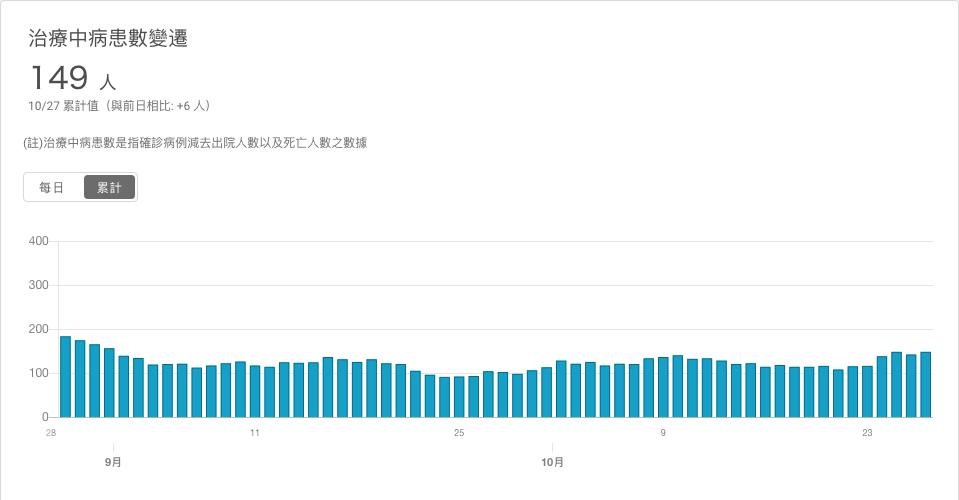 治療中病患數變遷
149 人
10/27 累計值（與前日相比: +6 人）
(註)治療中病患數是指確診病例減去出院人數以及死亡人數之數據
每日 累計
400
300
200
100
0
28 11 25 9 23
9月 10月